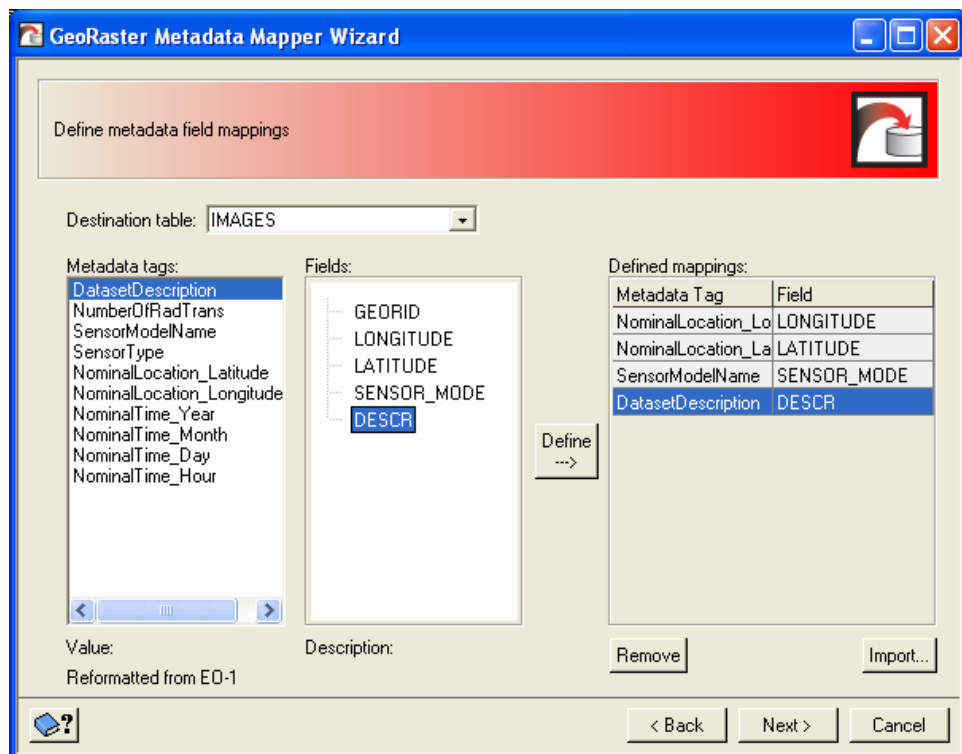 GeoRaster Metadata Mapper Wizard
Define metadata field mappings
Destination table: IMAGES
Metadata tags:
DatasetDescription
NumberOfRadTrans
SensorModelName
SensorType
NominalLocation_Latitude
NominalLocation_Longitude
NominalTime_Year
NominalTime_Month
NominalTime_Day
NominalTime_Hour
Value:
Reformatted from EO-1
Fields:
GEORID
LONGITUDE
LATITUDE
SENSOR_MODE
DESCR
Description:
Define
--->
Defined mappings:
Metadata Tag Field
NominalLocation_Lo LONGITUDE
NominalLocation_La LATITUDE
SensorModelName SENSOR_MODE
DatasetDescription DESCR
Remove Import...
?
< Back Next > Cancel